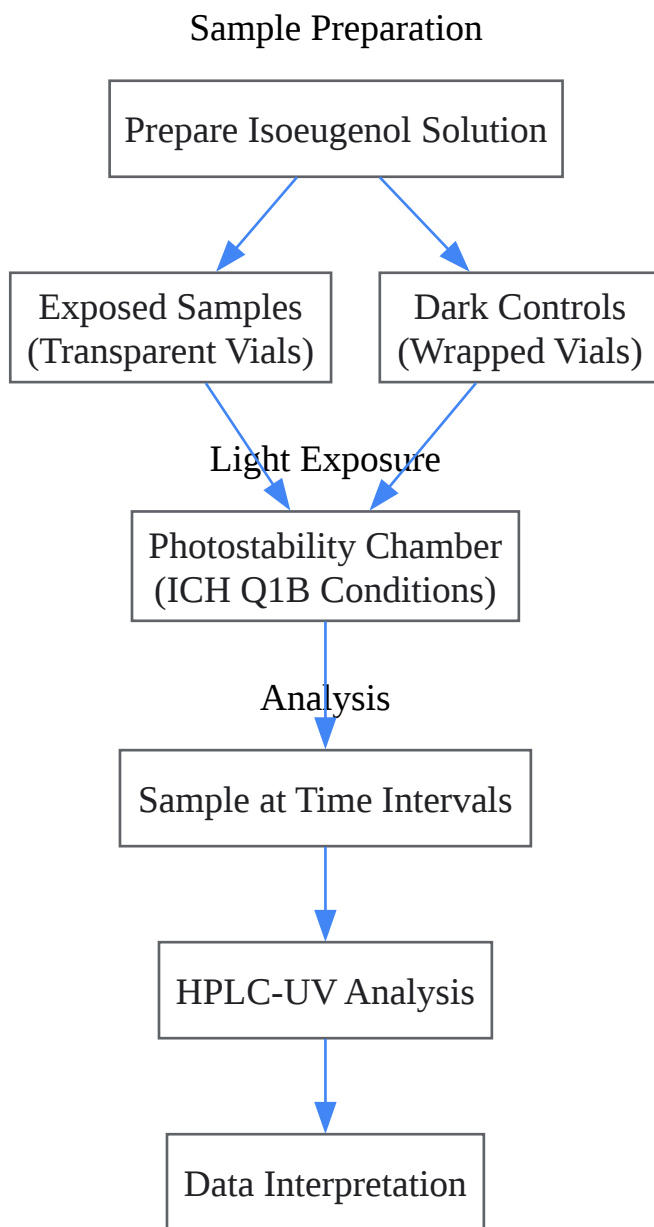 Sample Preparation
Prepare Isoeugenol Solution
Exposed Samples
(Transparent Vials)
Dark Controls
(Wrapped Vials)
Light Exposure
Photostability Chamber
(ICH Q1B Conditions)
Analysis
Sample at Time Intervals
HPLC-UV Analysis
Data Interpretation